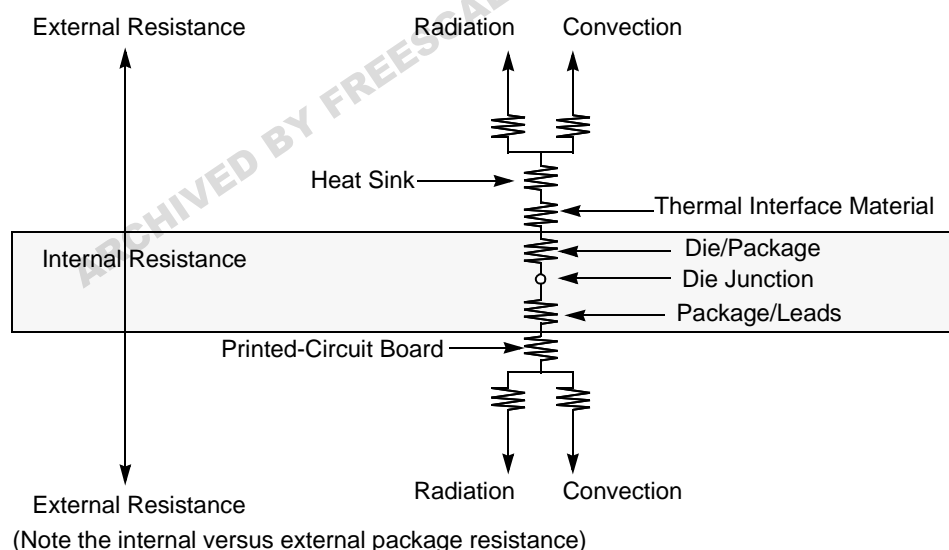 External Resistance
Radiation
Convection
ARCHIVED BY FREESCALE
Heat Sink
Thermal Interface Material
Internal Resistance
Die/Package
Die Junction
Package/Leads
Printed-Circuit Board
Radiation
Convection
External Resistance
(Note the internal versus external package resistance)